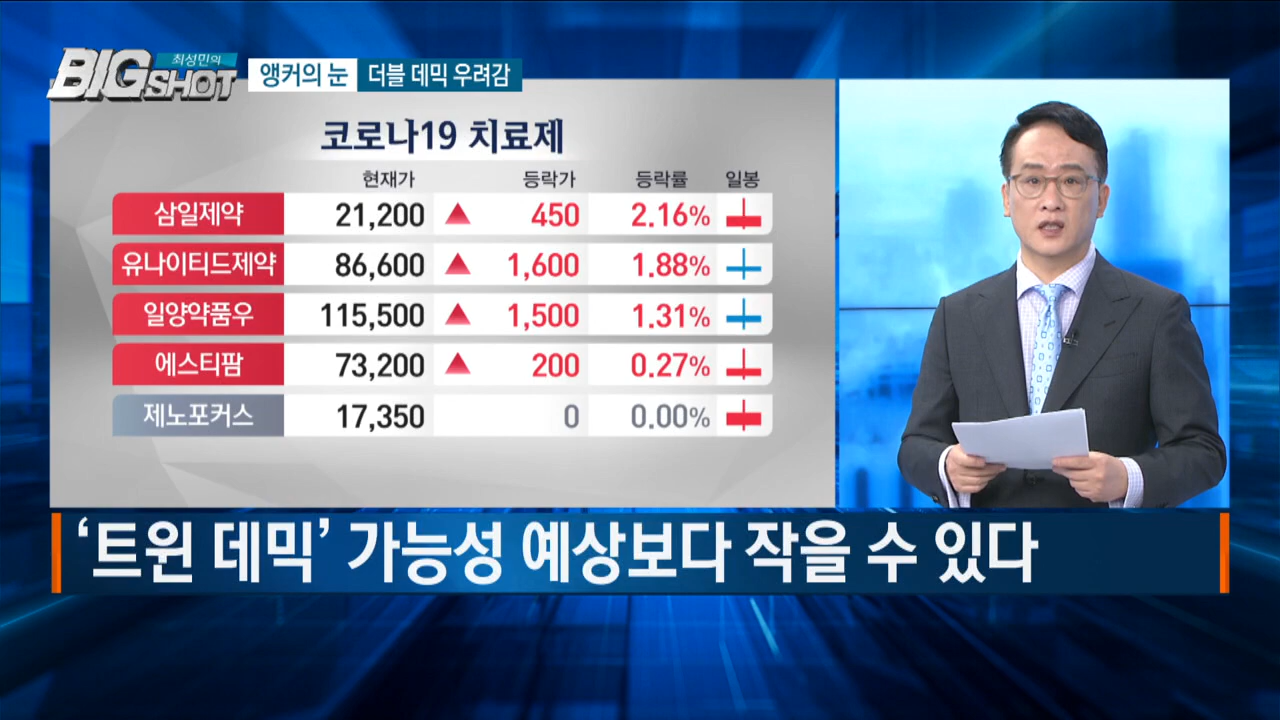 최성민의
BIG SHOT
앵커의 눈 더블 데믹 우려감
코로나19 치료제
현재가 등락가 등락률 일봉
삼일제약 21,200 ▲ 450 2.16%
유나이티드제약 86,600 ▲ 1,600 1.88%
일양약품우 115,500 ▲ 1,500 1.31%
에스티팜 73,200 ▲ 200 0.27%
제노포커스 17,350 0 0.00%
‘트윈 데믹’ 가능성 예상보다 작을 수 있다